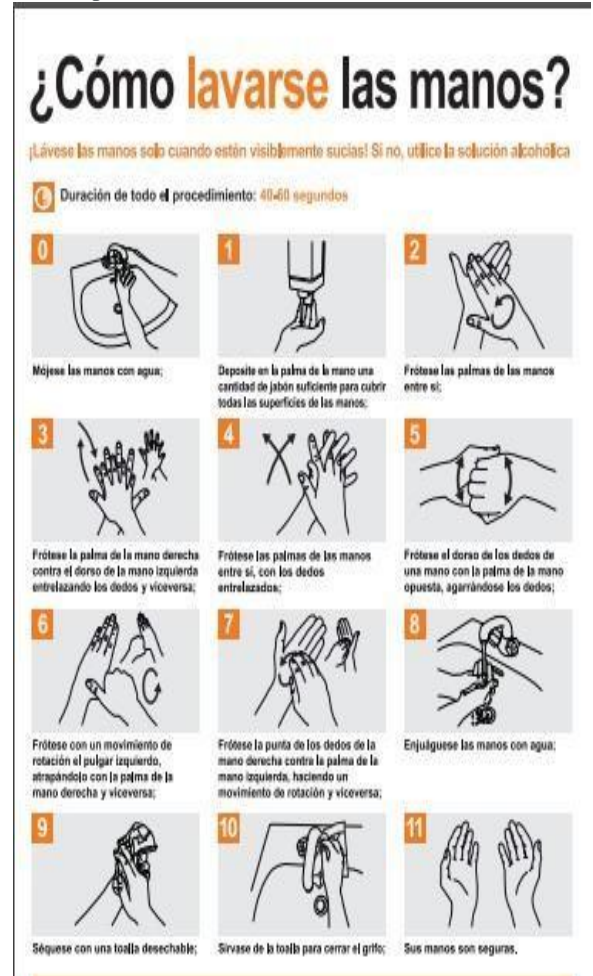 ¿Cómo lavarse las manos?
¡Lávese las manos solo cuando estén visiblemente sucias! Si no, utilice la solución alcohólica
Duración de todo el procedimiento: 40-60 segundos
0
1
2
Mójese las manos con agua;
Deposite en la palma de la mano una
cantidad de jabón suficiente para cubrir
todas las superficies de las manos;
Frótese las palmas de las manos
entre sí;
3
4
5
Frótese la palma de la mano derecha
contra el dorso de la mano izquierda
entrelazando los dedos y viceversa;
Frótese las palmas de las manos
entre sí, con los dedos
entrelazados;
Frótese el dorso de los dedos de
una mano con la palma de la mano
opuesta, agarrándose los dedos;
6
7
8
Frótese con un movimiento de
rotación el pulgar izquierdo,
atrapándolo con la palma de la
mano derecha y viceversa;
Frótese la punta de los dedos de la
mano derecha contra la palma de la
mano izquierda, haciendo un
movimiento de rotación y viceversa;
Enjuáguese las manos con agua;
9
10
11
Séquese con una toalla desechable;
Sírvase de la toalla para cerrar el grifo;
Sus manos son seguras.